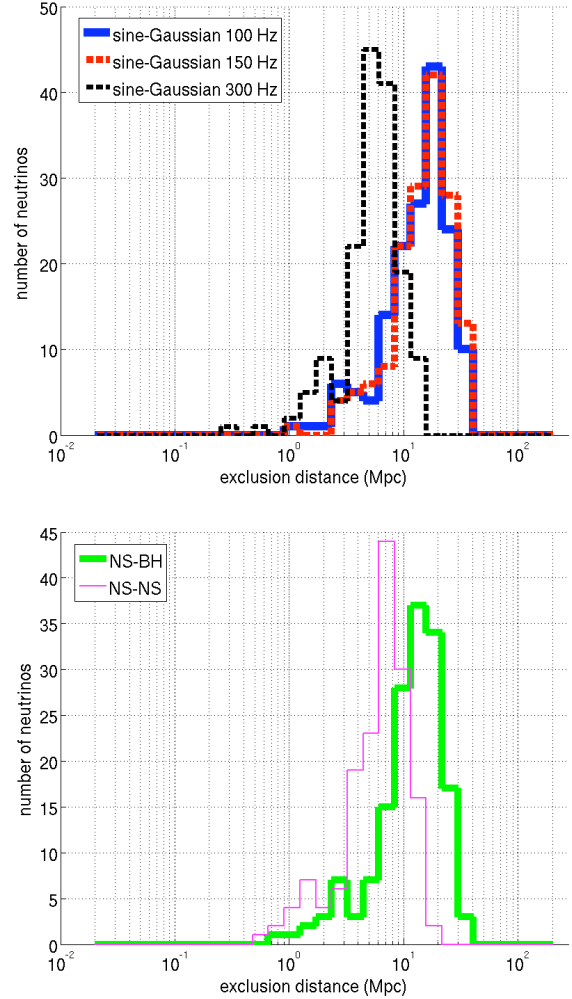 50
40
30
20
10
0
number of neutrinos
sine-Gaussian 100 Hz
sine-Gaussian 150 Hz
sine-Gaussian 300 Hz
10^-2 10^-1 10^0 10^1 10^2
exclusion distance (Mpc)
45
40
35
30
25
20
15
10
5
0
number of neutrinos
NS-BH
NS-NS
10^-2 10^-1 10^0 10^1 10^2
exclusion distance (Mpc)